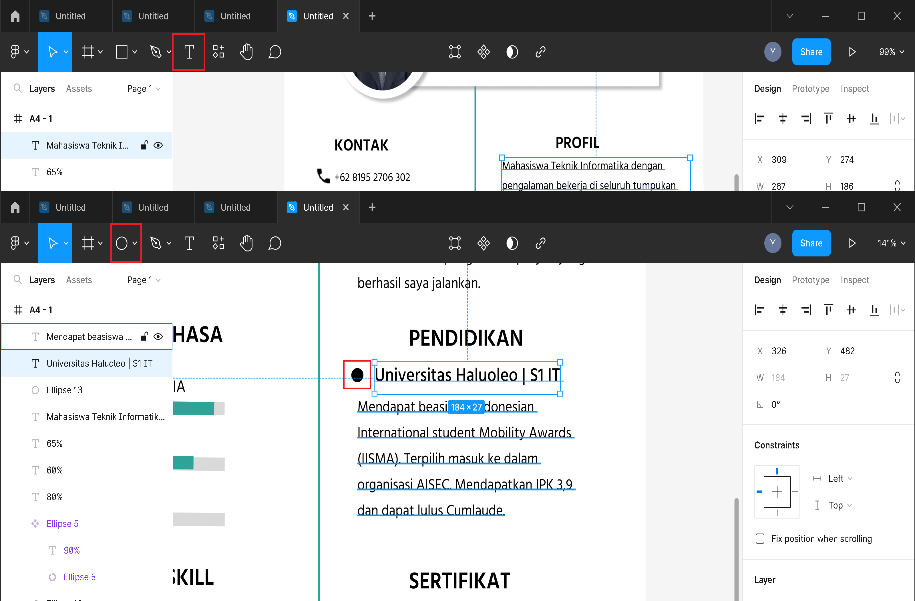 Untitled Untitled Untitled Untitled
Share 99%
Layers Assets Page 1
A4 - 1
Mahasiswa Teknik I...
65%
KONTAK
+62 8195 2706 302
PROFIL
Mahasiswa Teknik Informatika dengan
pengalaman bekerja di seluruh tumpukan
Design Prototype Inspect
X 309 Y 274
W 267 H 186
Untitled Untitled Untitled Untitled
Y Share 141%
Layers Assets Page 1
A4 - 1
Mendapat beasiswa ...
Universitas Halucleo | S1 IT
Ellipse 13
Mahasiswa Teknik Informatik...
65%
60%
80%
Ellipse 5
90%
Ellipse 6
HASA
SKILL
berhasil saya jalankan.
PENDIDIKAN
Universitas Haluoleo | S1 IT
184 × 27
Mendapat beasi donesian
International student Mobility Awards
(IISMA). Terpilih masuk ke dalam
organisasi AISEC. Mendapatkan IPK 3,9
dan dapat lulus Cumlaude.
SERTIFIKAT
Design Prototype Inspect
X 326 Y 482
W 184 H 27
0°
Constraints
Left
Top
Fix position when scrolling
Layer